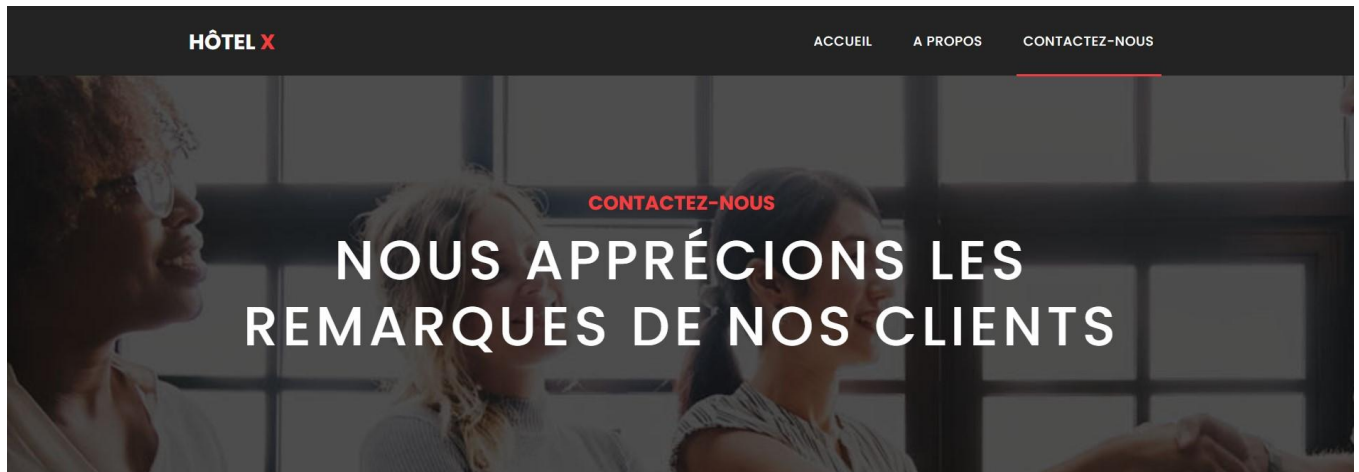 HÔTEL X
ACCUEIL
A PROPOS
CONTACTEZ-NOUS
CONTACTEZ-NOUS
NOUS APPRÉCIONS LES
REMARQUES DE NOS CLIENTS